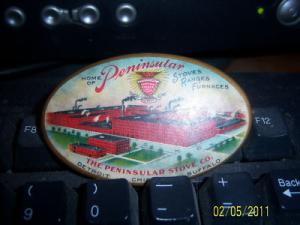 HOME OF Peninsular
STOVES
RANGES
FURNACES
THE PENINSULAR STOVE CO.
DETROIT CHICAGO BUFFALO
F8
F12
( ) _ + Back
9 0 - =
02/05/2011